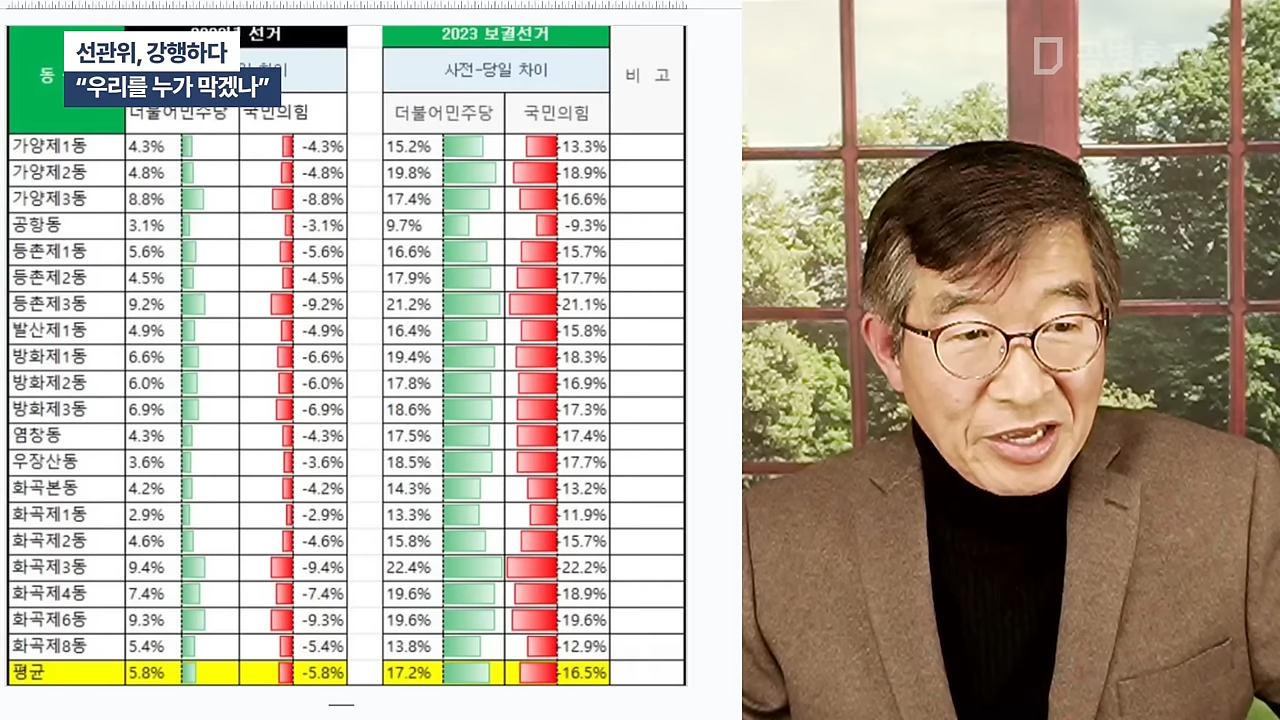 선관위, 강행하다
“우리를 누가 막겠나”
동
선거
2023 보궐선거
비 고
사전-당일 차이
더불어민주당 국민의힘 더불어민주당 국민의힘
가양제1동 4.3% -4.3% 15.2% -13.3%
가양제2동 4.8% -4.8% 19.8% -18.9%
가양제3동 8.8% -8.8% 17.4% -16.6%
공항동 3.1% -3.1% 9.7% -9.3%
등촌제1동 5.6% -5.6% 16.6% -15.7%
등촌제2동 4.5% -4.5% 17.9% -17.7%
등촌제3동 9.2% -9.2% 21.2% -21.1%
발산제1동 4.9% -4.9% 16.4% -15.8%
방화제1동 6.6% -6.6% 19.4% -18.3%
방화제2동 6.0% -6.0% 17.8% -16.9%
방화제3동 6.9% -6.9% 18.6% -17.3%
염창동 4.3% -4.3% 17.5% -17.4%
우장산동 3.6% -3.6% 18.5% -17.7%
화곡본동 4.2% -4.2% 14.3% -13.2%
화곡제1동 2.9% -2.9% 13.3% -11.9%
화곡제2동 4.6% -4.6% 15.8% -15.7%
화곡제3동 9.4% -9.4% 22.4% -22.2%
화곡제4동 7.4% -7.4% 19.6% -18.9%
화곡제6동 9.3% -9.3% 19.6% -19.6%
화곡제8동 5.4% -5.4% 13.8% -12.9%
평균 5.8% -5.8% 17.2% -16.5%